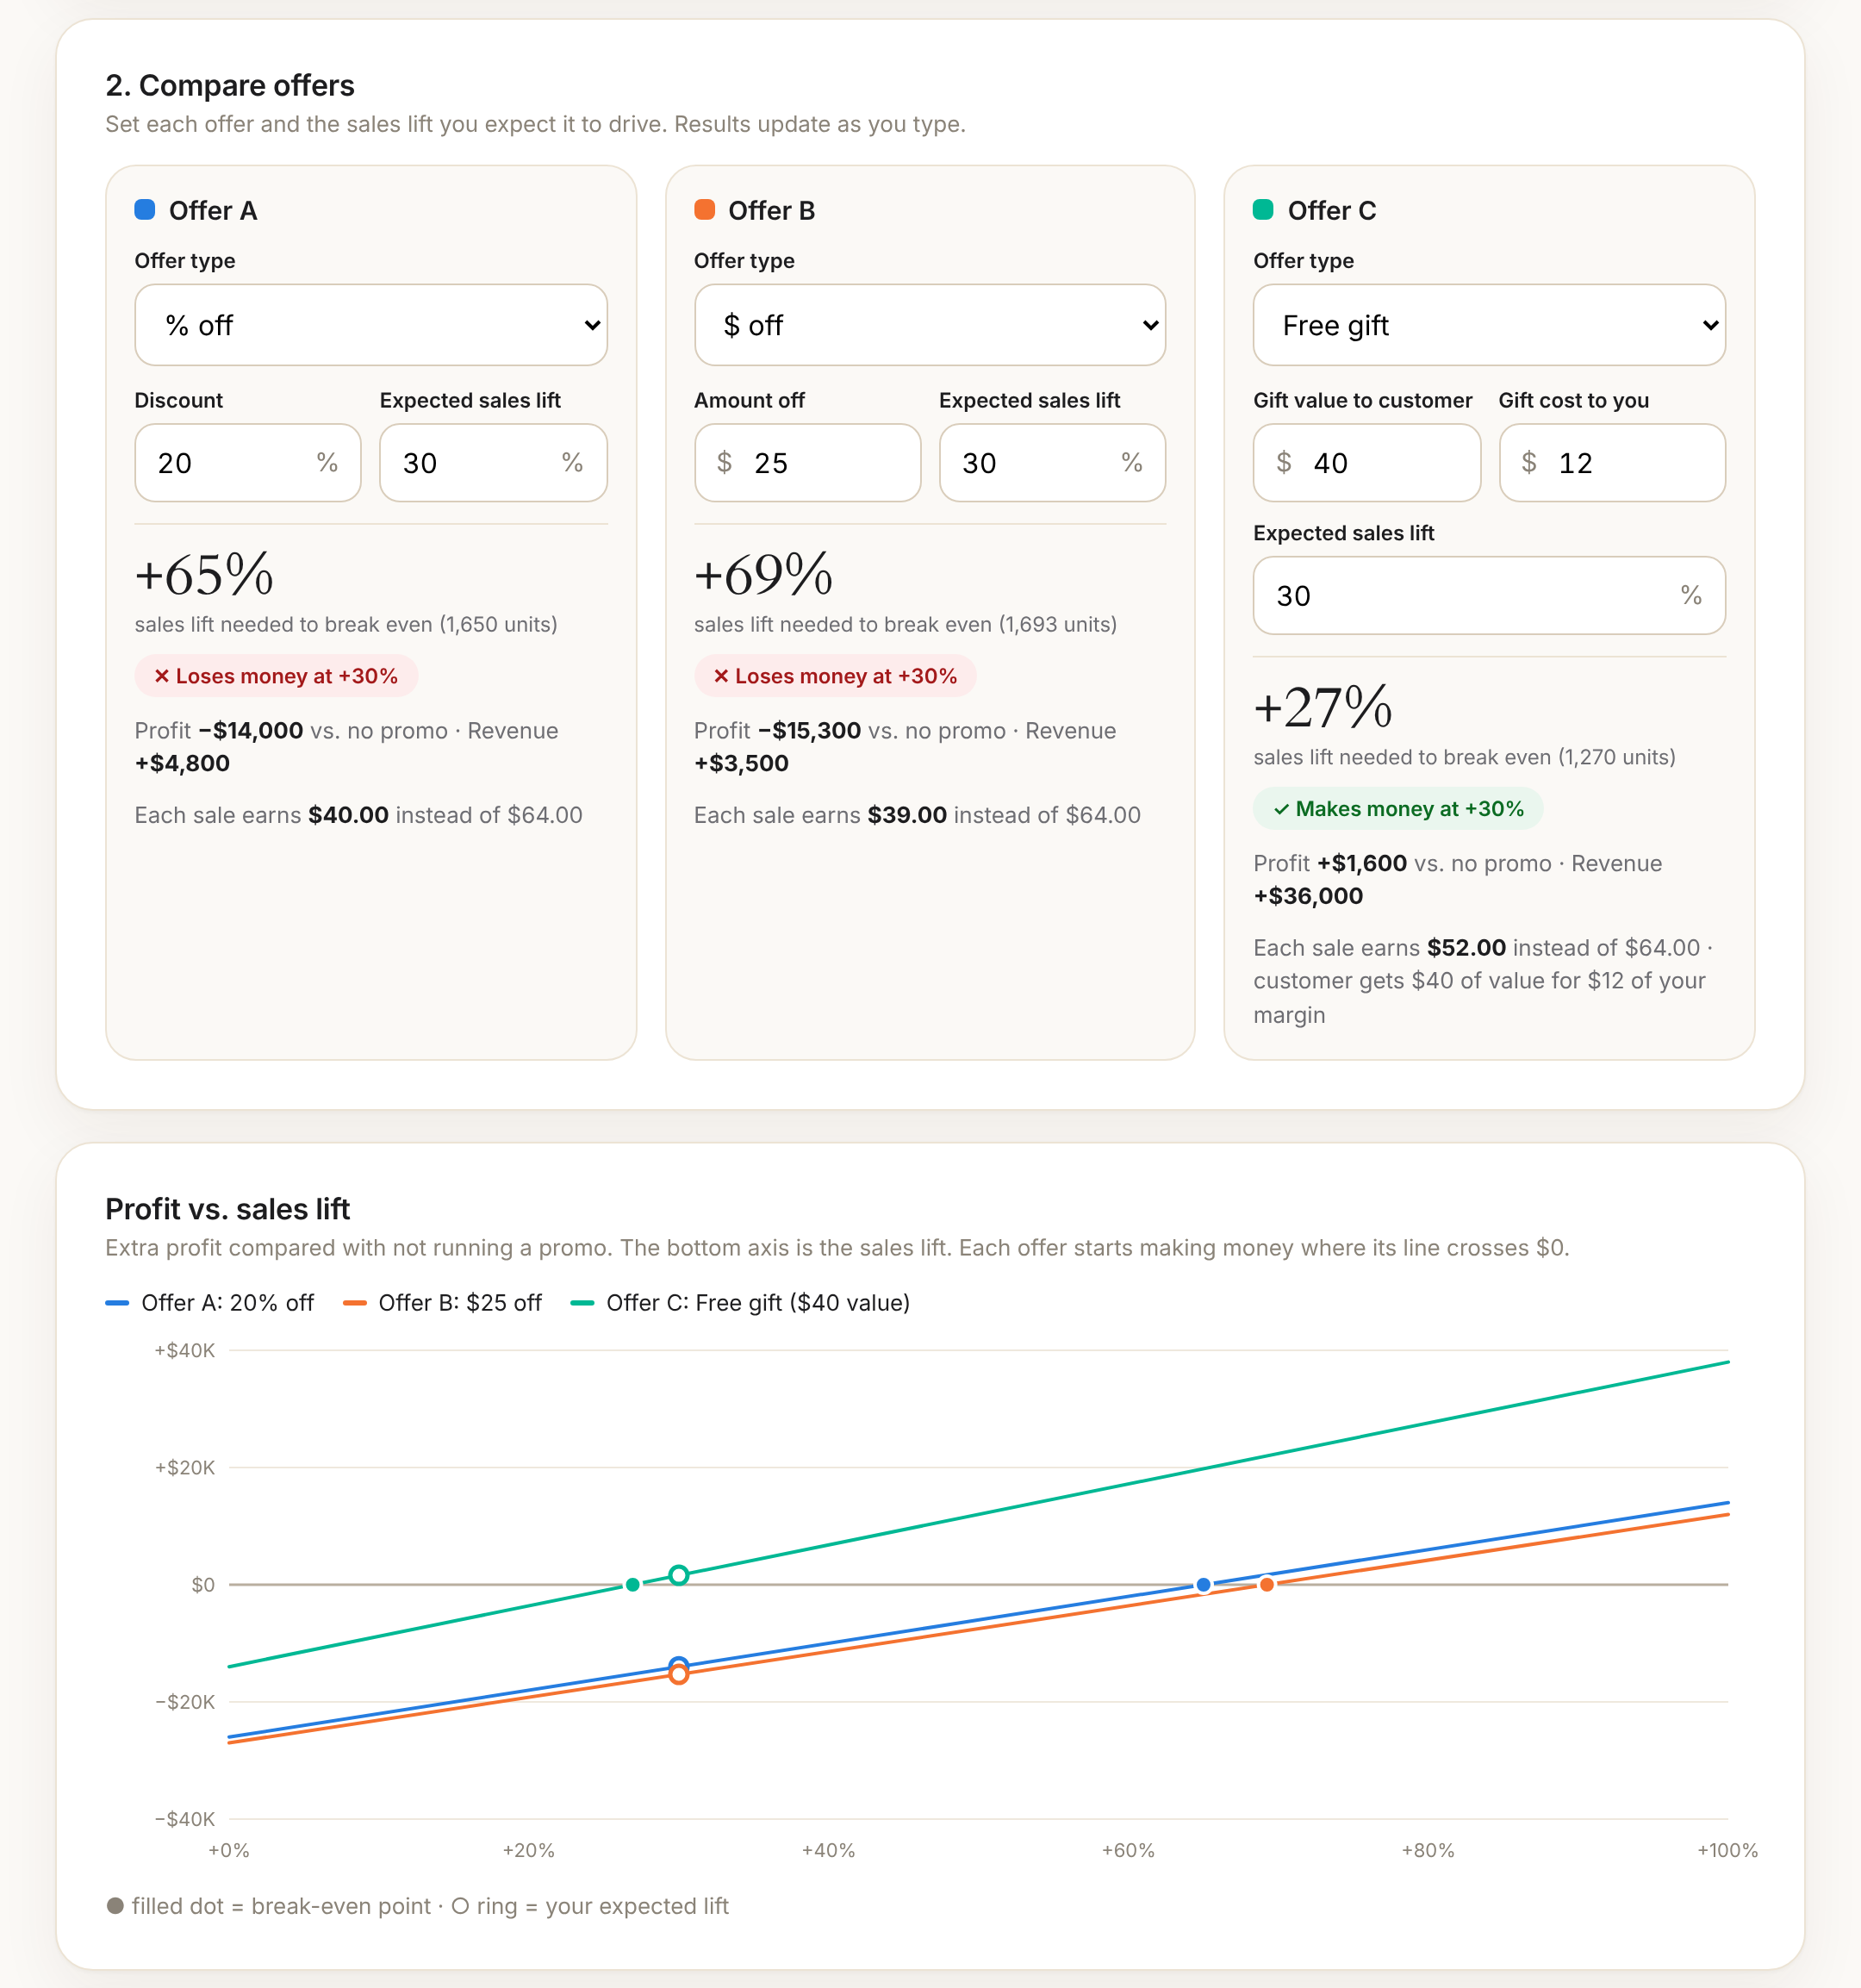 2. Compare offers
Set each offer and the sales lift you expect it to drive. Results update as you type.
Offer A
Offer type
% off
Discount
Expected sales lift
20 %
30 %
+65%
sales lift needed to break even (1,650 units)
✕ Loses money at +30%
Profit −$14,000 vs. no promo · Revenue
+$4,800
Each sale earns $40.00 instead of $64.00
Offer B
Offer type
$ off
Amount off
Expected sales lift
$ 25
30 %
+69%
sales lift needed to break even (1,693 units)
✕ Loses money at +30%
Profit −$15,300 vs. no promo · Revenue
+$3,500
Each sale earns $39.00 instead of $64.00
Offer C
Offer type
Free gift
Gift value to customer
Gift cost to you
$ 40
$ 12
Expected sales lift
30 %
+27%
sales lift needed to break even (1,270 units)
✓ Makes money at +30%
Profit +$1,600 vs. no promo · Revenue
+$36,000
Each sale earns $52.00 instead of $64.00 ·
customer gets $40 of value for $12 of your
margin
Profit vs. sales lift
Extra profit compared with not running a promo. The bottom axis is the sales lift. Each offer starts making money where its line crosses $0.
Offer A: 20% off
Offer B: $25 off
Offer C: Free gift ($40 value)
+$40K
+$20K
$0
−$20K
−$40K
+0%
+20%
+40%
+60%
+80%
+100%
filled dot = break-even point · ring = your expected lift